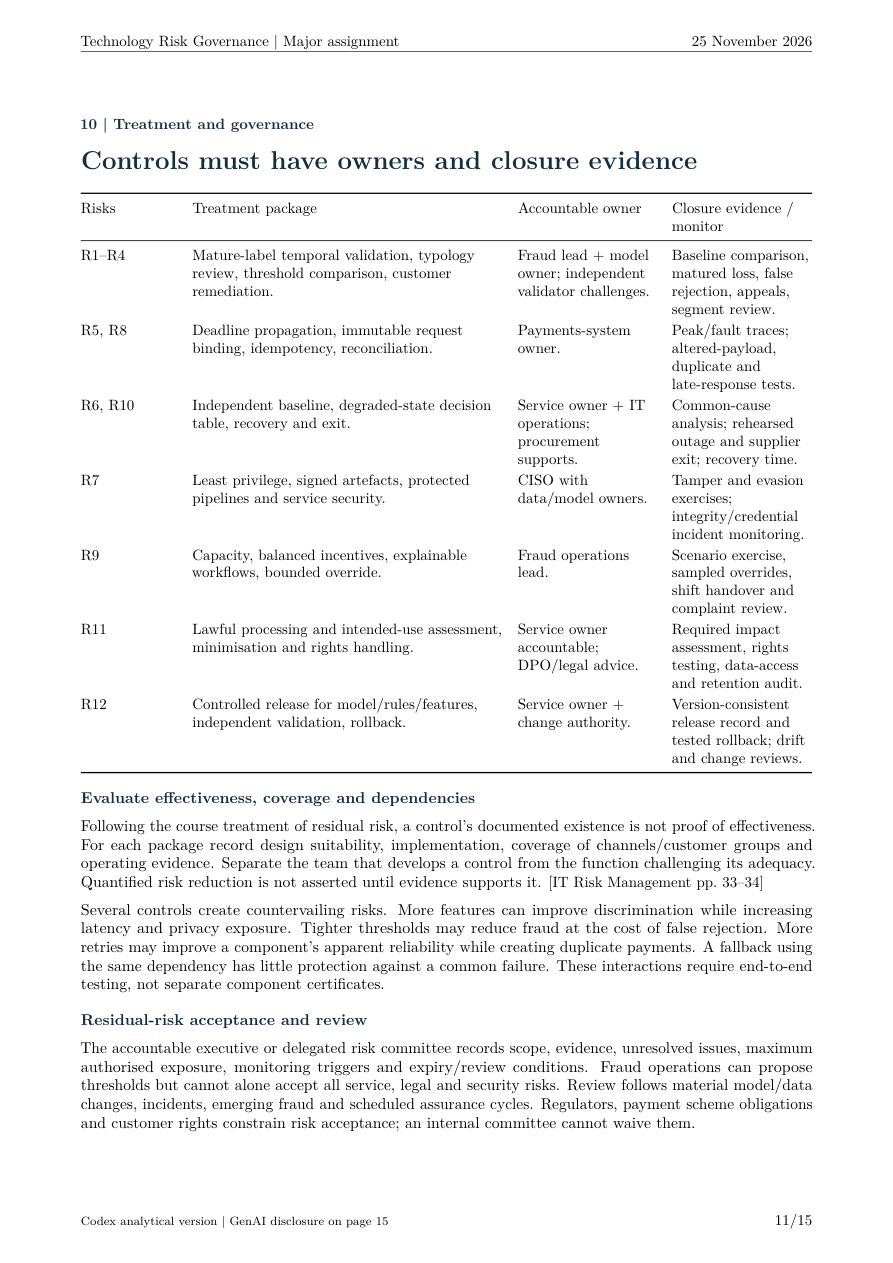 Technology Risk Governance | Major assignment 25 November 2026
10 | Treatment and governance
Controls must have owners and closure evidence
Risks Treatment package Accountable owner Closure evidence /
monitor
R1–R4 Mature-label temporal validation, typology Fraud lead + model Baseline comparison,
review, threshold comparison, customer owner; independent matured loss, false
remediation. validator challenges. rejection, appeals,
segment review.
R5, R8 Deadline propagation, immutable request Payments-system Peak/fault traces;
binding, idempotency, reconciliation. owner. altered-payload,
duplicate and
late-response tests.
R6, R10 Independent baseline, degraded-state decision Service owner + IT Common-cause
table, recovery and exit. operations; analysis; rehearsed
procurement outage and supplier
supports. exit; recovery time.
R7 Least privilege, signed artefacts, protected CISO with Tamper and evasion
pipelines and service security. data/model owners. exercises;
integrity/credential
incident monitoring.
R9 Capacity, balanced incentives, explainable Fraud operations Scenario exercise,
workflows, bounded override. lead. sampled overrides,
shift handover and
complaint review.
R11 Lawful processing and intended-use assessment, Service owner Required impact
minimisation and rights handling. accountable; assessment, rights
DPO/legal advice. testing, data-access
and retention audit.
R12 Controlled release for model/rules/features, Service owner + Version-consistent
independent validation, rollback. change authority. release record and
tested rollback; drift
and change reviews.
Evaluate effectiveness, coverage and dependencies
Following the course treatment of residual risk, a control's documented existence is not proof of effectiveness.
For each package record design suitability, implementation, coverage of channels/customer groups and
operating evidence. Separate the team that develops a control from the function challenging its adequacy.
Quantified risk reduction is not asserted until evidence supports it. [IT Risk Management pp. 33–34]
Several controls create countervailing risks. More features can improve discrimination while increasing
latency and privacy exposure. Tighter thresholds may reduce fraud at the cost of false rejection. More
retries may improve a component's apparent reliability while creating duplicate payments. A fallback using
the same dependency has little protection against a common failure. These interactions require end-to-end
testing, not separate component certificates.
Residual-risk acceptance and review
The accountable executive or delegated risk committee records scope, evidence, unresolved issues, maximum
authorised exposure, monitoring triggers and expiry/review conditions. Fraud operations can propose
thresholds but cannot alone accept all service, legal and security risks. Review follows material model/data
changes, incidents, emerging fraud and scheduled assurance cycles. Regulators, payment scheme obligations
and customer rights constrain risk acceptance; an internal committee cannot waive them.
Codex analytical version | GenAI disclosure on page 15 11/15